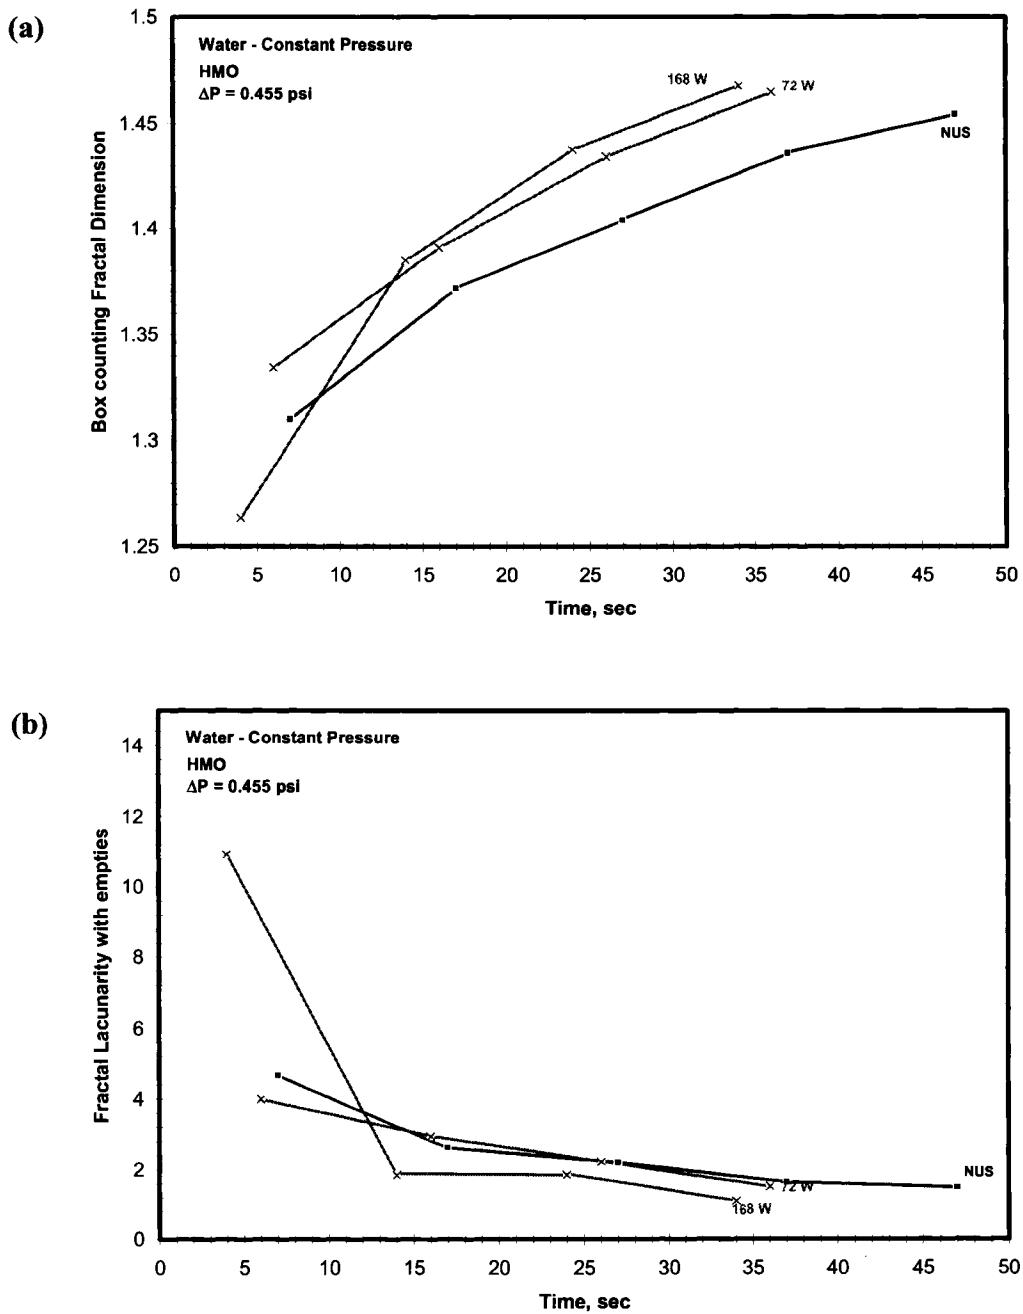 (a)
Water - Constant Pressure
HMO
ΔP = 0.455 psi
168 W
72 W
NUS
Box counting Fractal Dimension
1.5
1.45
1.4
1.35
1.3
1.25
0 5 10 15 20 25 30 35 40 45 50
Time, sec
(b)
Water - Constant Pressure
HMO
ΔP = 0.455 psi
NUS
72 W
168 W
Fractal Lacunarity with empties
14
12
10
8
6
4
2
0
0 5 10 15 20 25 30 35 40 45 50
Time, sec